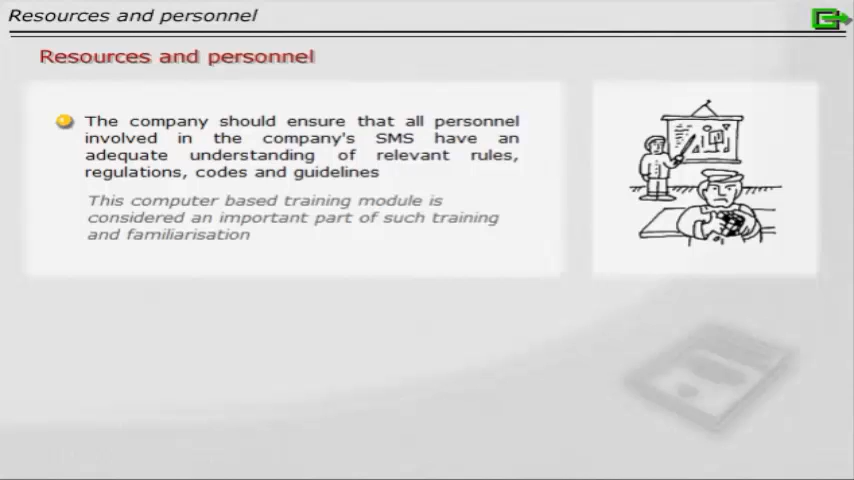 Resources and personnel
Resources and personnel
The company should ensure that all personnel
involved in the company's SMS have an
adequate understanding of relevant rules,
regulations, codes and guidelines
This computer based training module is
considered an important part of such training
and familiarisation